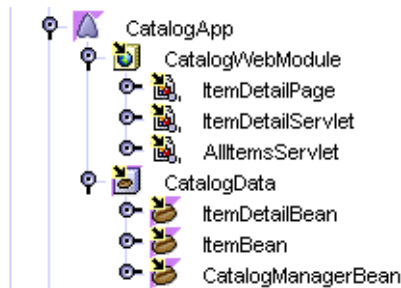 CatalogApp
CatalogWebModule
ItemDetailPage
ItemDetailServlet
AllItemsServlet
CatalogData
ItemDetailBean
ItemBean
CatalogManagerBean